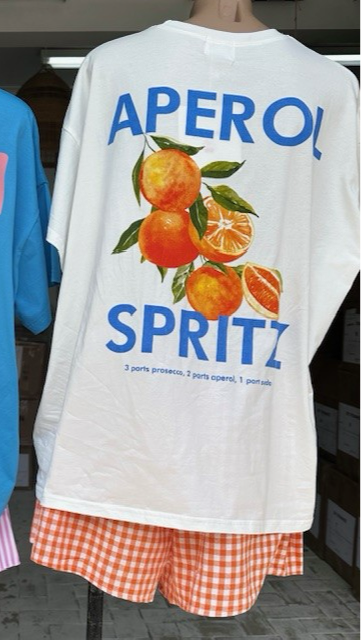 APEROL
SPRITZ
3 parts prosecco, 2 parts aperol, 1 part soda